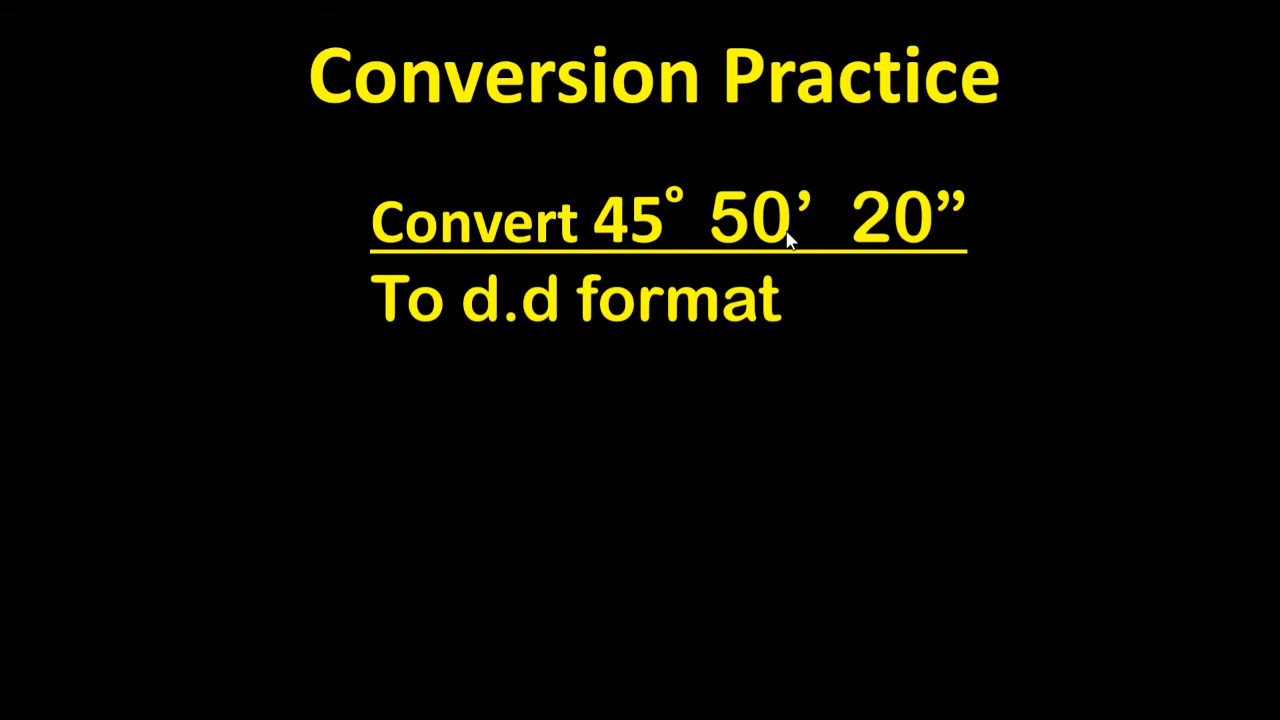 Conversion Practice
Convert 45° 50’ 20”
To d.d format